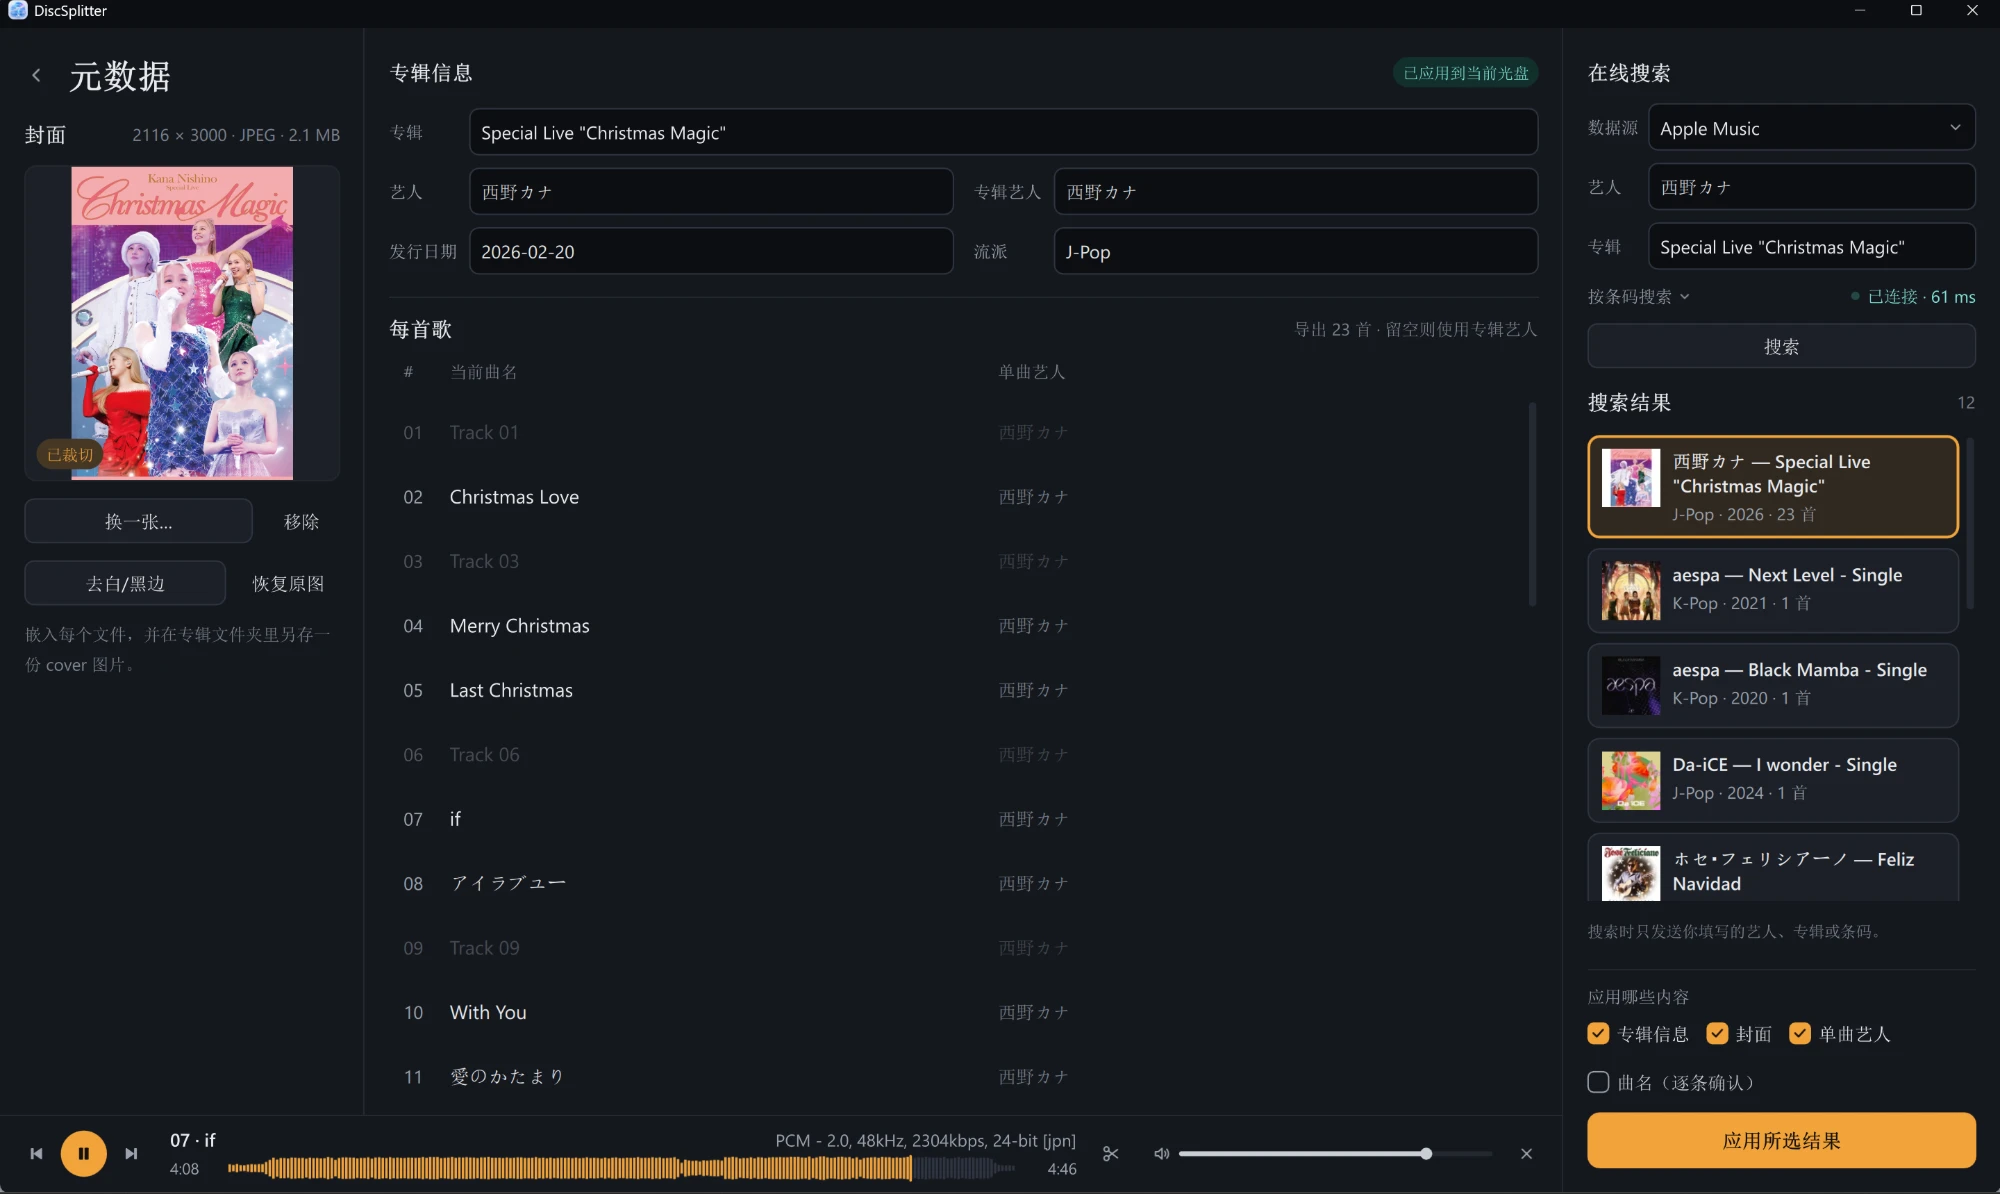 DiscSplitter
元数据
封面
2116 × 3000 · JPEG · 2.1 MB
Kana Nishino
Special Live
Christmas Magic
已裁切
换一张...
移除
去白/黑边
恢复原图
嵌入每个文件，并在专辑文件夹里另存一
份 cover 图片。
专辑信息
已应用到当前光盘
专辑
Special Live "Christmas Magic"
艺人
西野カナ
专辑艺人
西野カナ
发行日期
2026-02-20
流派
J-Pop
每首歌
导出 23 首 · 留空则使用专辑艺人
# 当前曲名 单曲艺人
01 Track 01 西野カナ
02 Christmas Love 西野カナ
03 Track 03 西野カナ
04 Merry Christmas 西野カナ
05 Last Christmas 西野カナ
06 Track 06 西野カナ
07 if 西野カナ
08 アイラブユー 西野カナ
09 Track 09 西野カナ
10 With You 西野カナ
11 愛のかたまり 西野カナ
在线搜索
数据源
Apple Music
艺人
西野カナ
专辑
Special Live "Christmas Magic"
按条码搜索
已连接 · 61 ms
搜索
搜索结果
12
西野カナ — Special Live
"Christmas Magic"
J-Pop · 2026 · 23 首
aespa — Next Level - Single
K-Pop · 2021 · 1 首
aespa
aespa — Black Mamba - Single
K-Pop · 2020 · 1 首
Da-iCE
Da-iCE — I wonder - Single
J-Pop · 2024 · 1 首
José Feliciano
ホセ・フェリシアーノ — Feliz
Navidad
搜索时只发送你填写的艺人、专辑或条码。
应用哪些内容
专辑信息
封面
单曲艺人
曲名（逐条确认）
应用所选结果
07 · if
PCM - 2.0, 48kHz, 2304kbps, 24-bit [jpn]
4:08
4:46